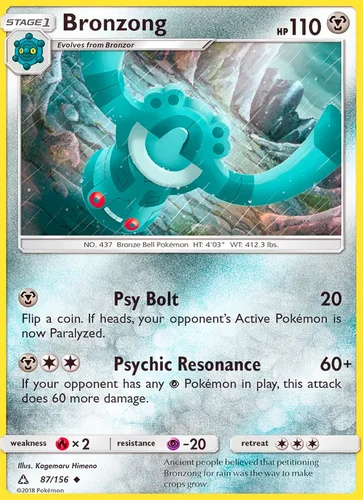 STAGE1
Bronzong
HP 110
Evolves from Bronzor
NO. 437 Bronze Bell Pokémon HT: 4'03" WT: 412.3 lbs.
Psy Bolt 20
Flip a coin. If heads, your opponent's Active Pokémon is
now Paralyzed.
Psychic Resonance 60+
If your opponent has any Pokémon in play, this attack
does 60 more damage.
weakness ×2 resistance -20 retreat
Illus. Kagemaru Himeno
87/156
©2018 Pokémon
Ancient people believed that petitioning
Bronzong for rain was the way to make
crops grow.